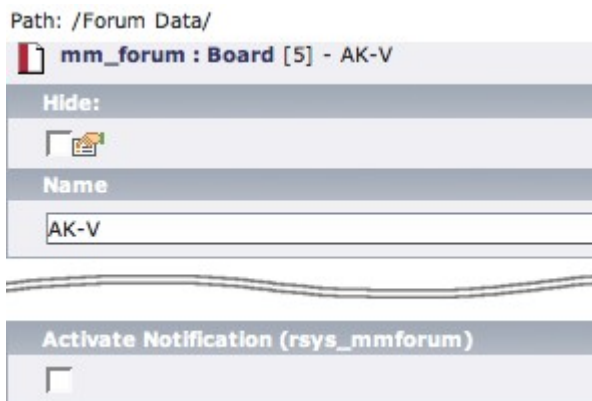 Path: /Forum Data/
mm_forum : Board [5] - AK-V
Hide:
Name
AK-V
Activate Notification (rsys_mmforum)